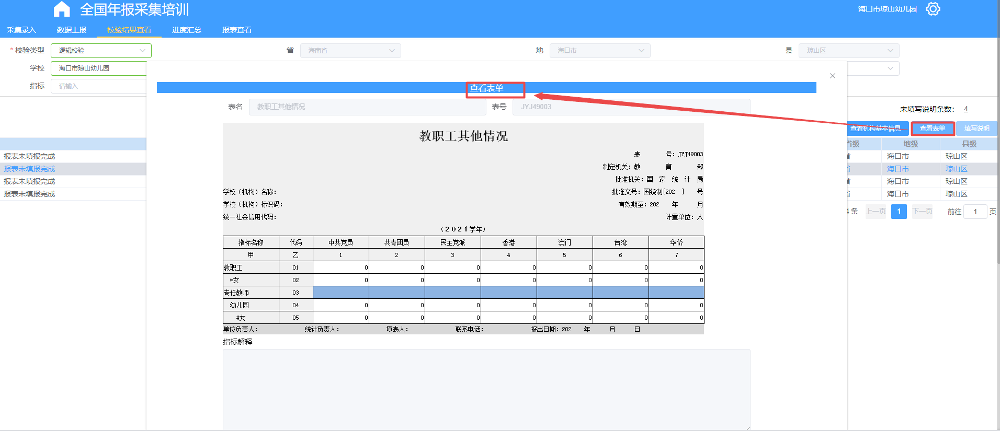 全国年报采集培训
海口市琼山幼儿园
采集录入 数据上报 校验结果查看 进度汇总 报表查看
* 校验类型 逻辑校验 省 海南省 地 海口市 县 琼山区
学校 海口市琼山幼儿园
指标 请输入
查看表单
表名 教职工其他情况 表号 JYJ49003
未填写说明条数： 4
查看机构基本信息 查看表单 填写说明
教职工其他情况
省级 地级 县级
表 号：JYJ49003
报表未填报完成 省 海口市 琼山区
制定机关：教 育 部
报表未填报完成 省 海口市 琼山区
批准机关：国 家 统 计 局
报表未填报完成 省 海口市 琼山区
学校（机构）名称： 批准文号：国统制[202 ] 号
报表未填报完成 省 海口市 琼山区
学校（机构）标识码： 有效期至：202 年 月
4 条 上一页 1 下一页 前往 1 页
统一社会信用代码： 计量单位：人
（2021学年）
指标名称 代码 中共党员 共青团员 民主党派 香港 澳门 台湾 华侨
甲 乙 1 2 3 4 5 6 7
教职工 01 0 0 0 0 0 0 0
#女 02 0 0 0 0 0 0 0
专任教师 03
幼儿园 04 0 0 0 0 0 0 0
#女 05 0 0 0 0 0 0 0
单位负责人： 统计负责人： 填表人： 联系电话： 报出日期：202 年 月 日
指标解释